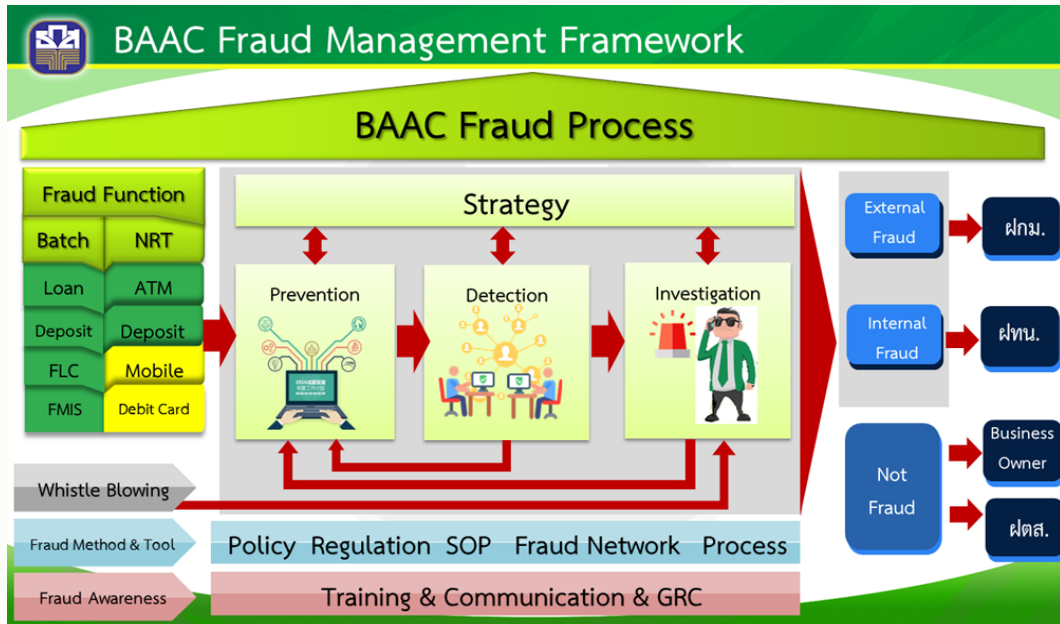 BAAC Fraud Management Framework
BAAC Fraud Process
Fraud Function
Batch
NRT
Loan
ATM
Deposit
Deposit
FLC
Mobile
FMIS
Debit Card
Strategy
Prevention
Detection
Investigation
External
Fraud
ฝกม.
Internal
Fraud
ฝทน.
Not
Fraud
Business
Owner
ฝตส.
Whistle Blowing
Fraud Method & Tool
Policy Regulation SOP Fraud Network Process
Fraud Awareness
Training & Communication & GRC